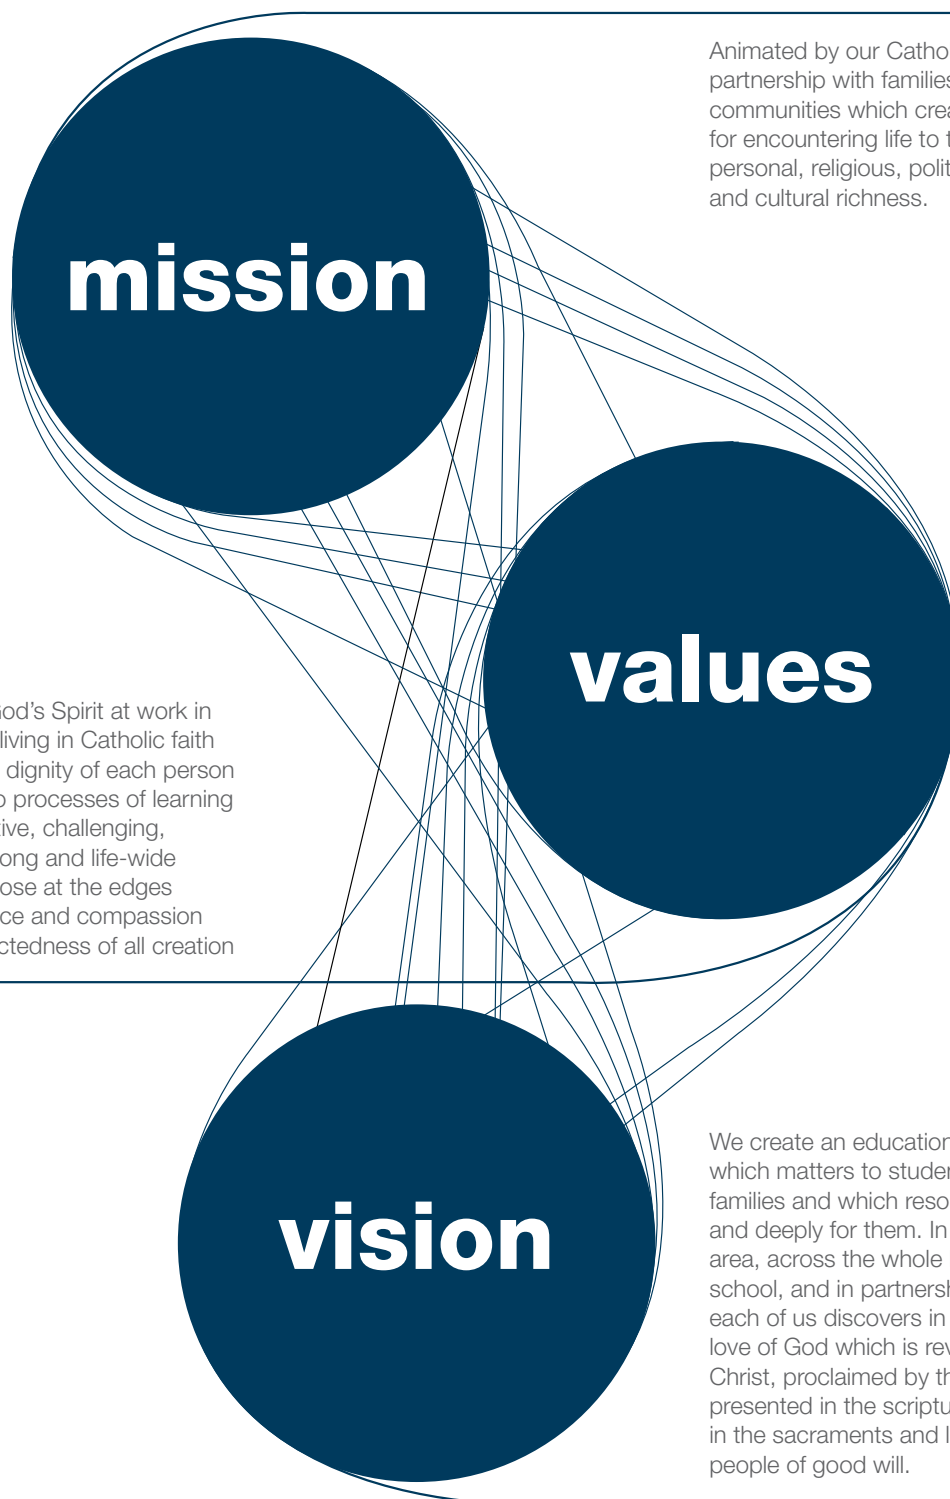 Animated by our Catho
partnership with families
communities which crea
for encountering life to t
personal, religious, polit
and cultural richness.
mission
values
od's Spirit at work in
living in Catholic faith
dignity of each person
o processes of learning
tive, challenging,
ong and life-wide
ose at the edges
ce and compassion
ctedness of all creation
vision
We create an education
which matters to studen
families and which reso
and deeply for them. In
area, across the whole
school, and in partnersh
each of us discovers in
love of God which is rev
Christ, proclaimed by th
presented in the scriptu
in the sacraments and l
people of good will.